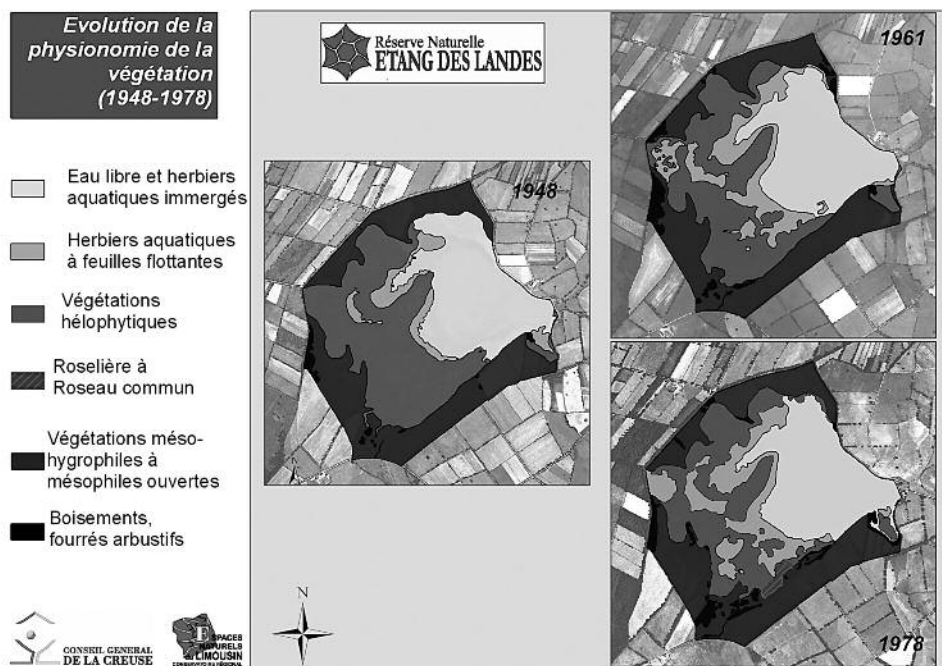 Evolution de la
physionomie de la
végétation
(1948-1978)
Eau libre et herbiers
aquatiques immergés
Herbiers aquatiques
à feuilles flottantes
Végétations
hélophytiques
Roselière à
Roseau commun
Végétations méso-
hygrophiles à
mésophiles ouvertes
Boisements,
fourrés arbustifs
CONSEIL GENERAL
DE LA CREUSE
ESPACES
NATURELS
LIMOUSIN
CONSERVATOIRE RÉGIONAL
Réserve Naturelle
ETANG DES LANDES
1948
1961
1978
N